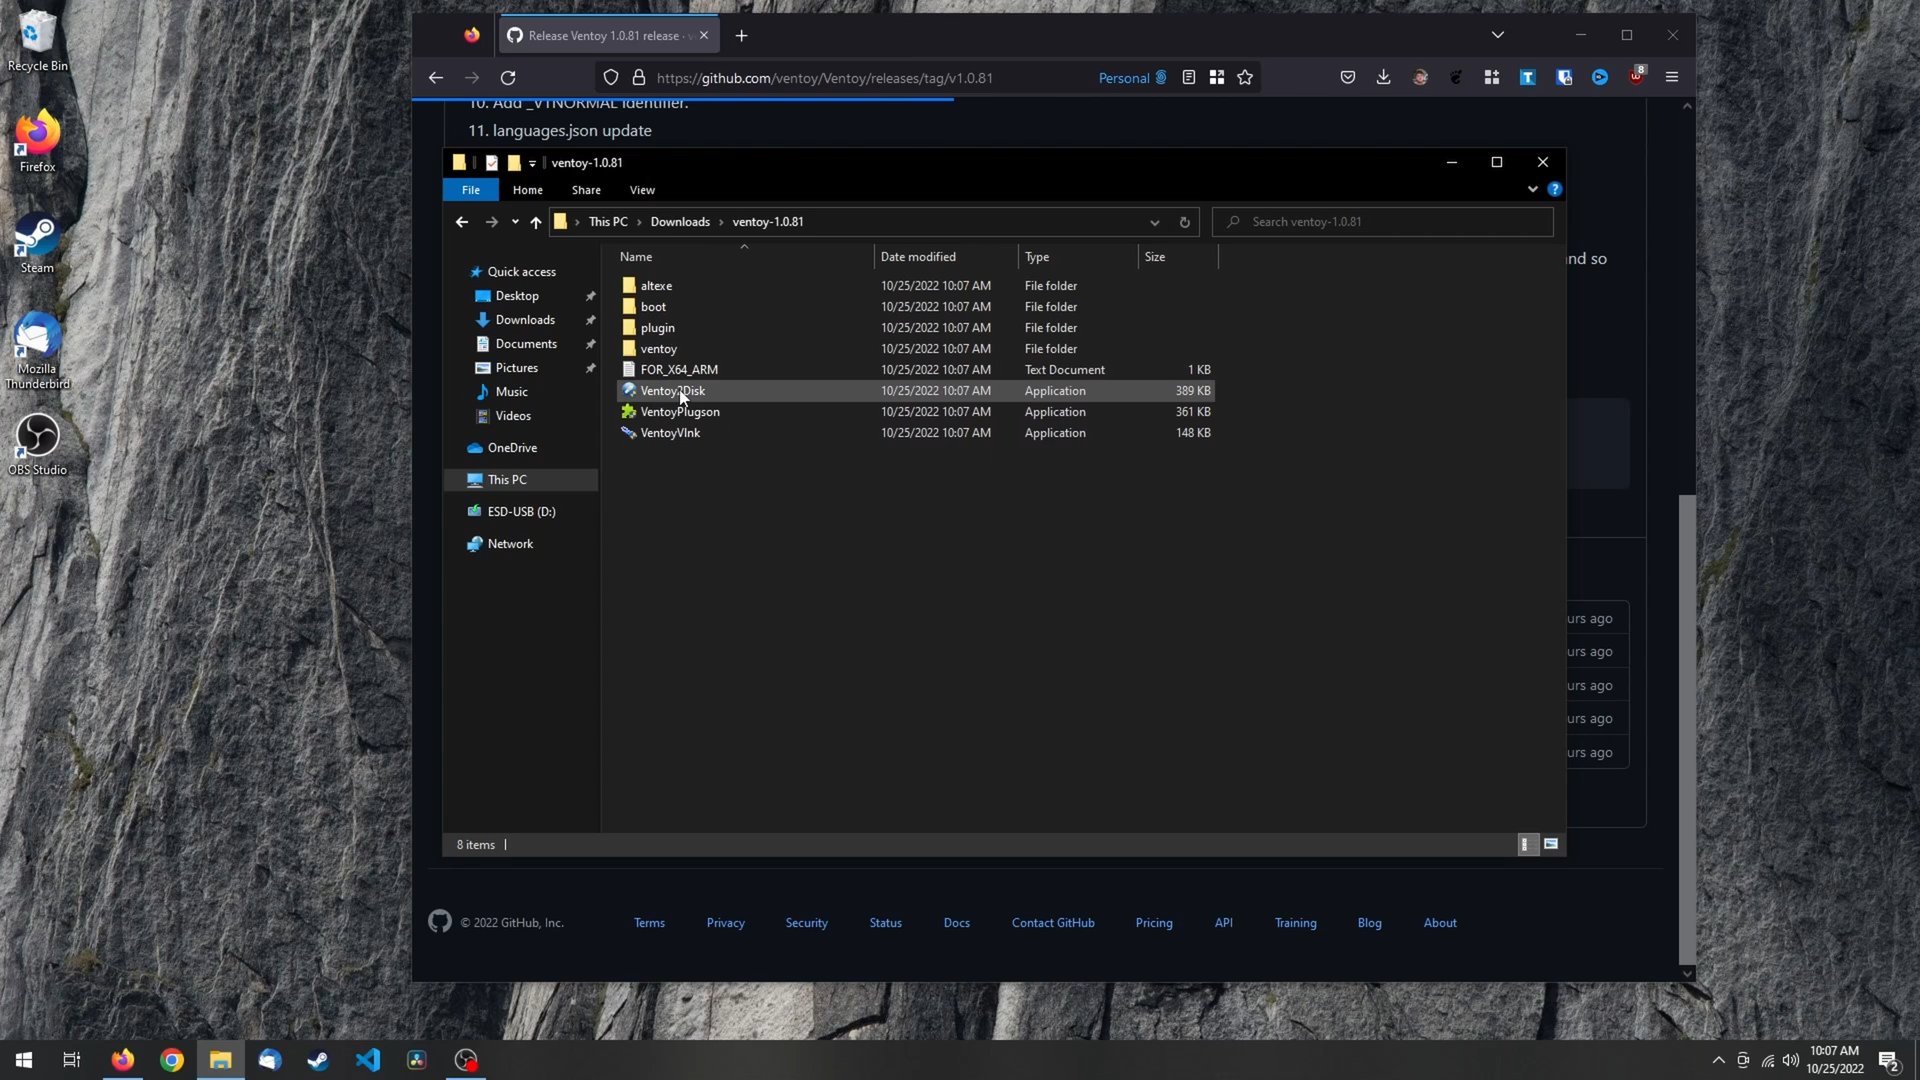 Recycle Bin
Firefox
Steam
Mozilla
Thunderbird
OBS Studio
Release Ventoy 1.0.81 release ·
https://github.com/ventoy/Ventoy/releases/tag/v1.0.81
Personal
8
10. Add _VTNORMAL identifier.
11. languages.json update
ventoy-1.0.81
File Home Share View
This PC Downloads ventoy-1.0.81
Search ventoy-1.0.81
Name Date modified Type Size
altexe 10/25/2022 10:07 AM File folder
boot 10/25/2022 10:07 AM File folder
plugin 10/25/2022 10:07 AM File folder
ventoy 10/25/2022 10:07 AM File folder
FOR_X64_ARM 10/25/2022 10:07 AM Text Document 1 KB
Ventoy2Disk 10/25/2022 10:07 AM Application 389 KB
VentoyPlugson 10/25/2022 10:07 AM Application 361 KB
VentoyVlnk 10/25/2022 10:07 AM Application 148 KB
Quick access
Desktop
Downloads
Documents
Pictures
Music
Videos
OneDrive
This PC
ESD-USB (D:)
Network
8 items
nd so
urs ago
urs ago
urs ago
urs ago
urs ago
© 2022 GitHub, Inc. Terms Privacy Security Status Docs Contact GitHub Pricing API Training Blog About
10:07 AM
10/25/2022
2